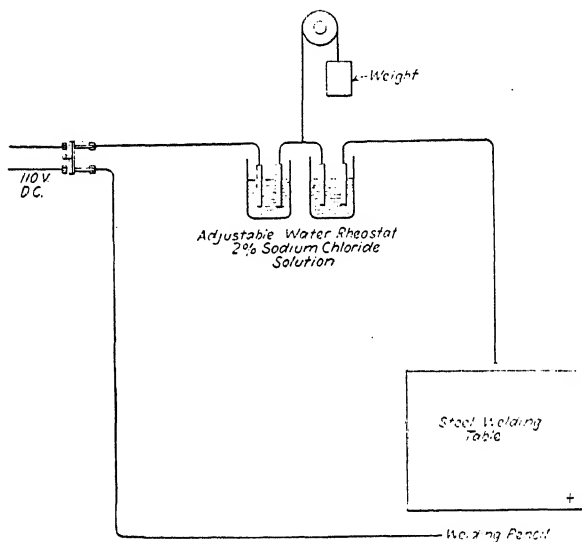 Weight
110 V.
D.C.
Adjustable Water Rheostat
2% Sodium Chloride
Solution
Steel Welding
Table
+
Welding Pencil